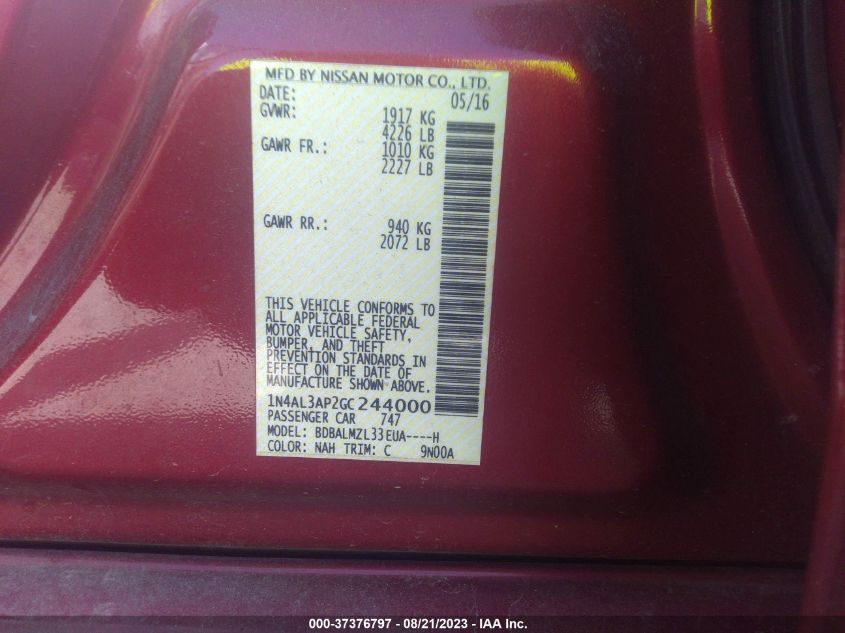 MFD BY NISSAN MOTOR CO., LTD.
DATE: 05/16
GVWR: 1917 KG
4226 LB
GAWR FR.: 1010 KG
2227 LB
GAWR RR.: 940 KG
2072 LB
THIS VEHICLE CONFORMS TO
ALL APPLICABLE FEDERAL
MOTOR VEHICLE SAFETY,
BUMPER, AND THEFT
PREVENTION STANDARDS IN
EFFECT ON THE DATE OF
MANUFACTURE SHOWN ABOVE.
1N4AL3AP2GC244000
PASSENGER CAR 747
MODEL: BDBALMZL33EUA----H
COLOR: NAH TRIM: C 9N00A
000-37376797 - 08/21/2023 - IAA Inc.